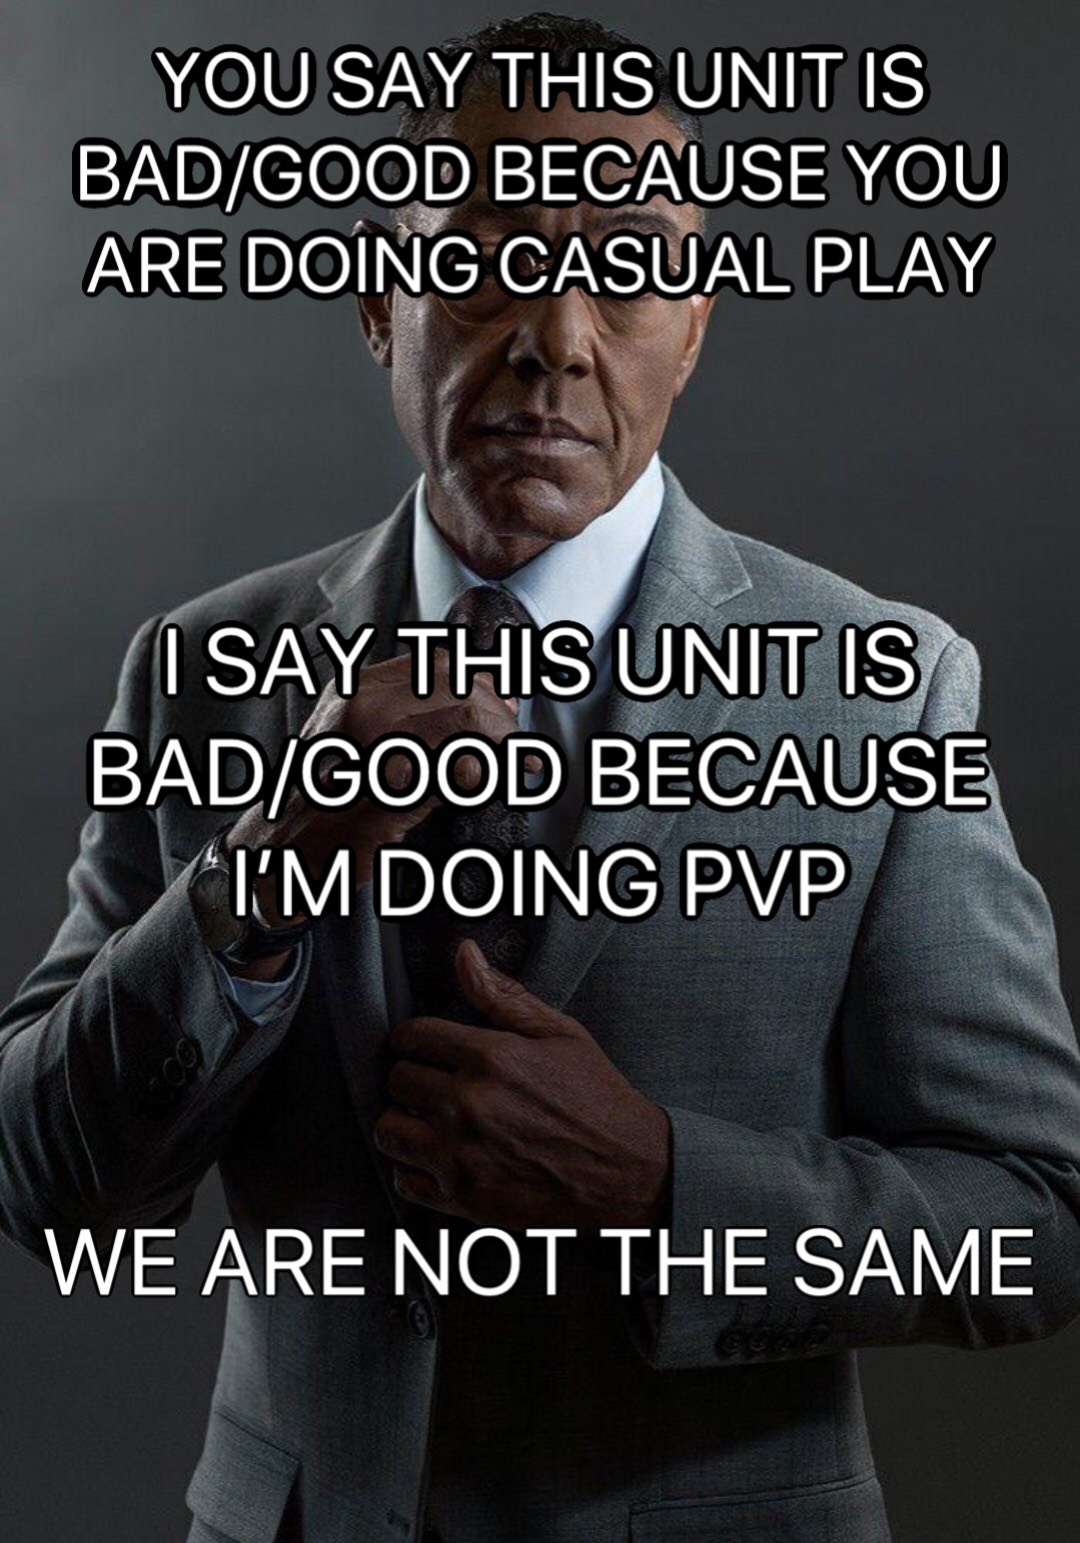 YOU SAY THIS UNIT IS
BAD/GOOD BECAUSE YOU
ARE DOING CASUAL PLAY
I SAY THIS UNIT IS
BAD/GOOD BECAUSE
I'M DOING PVP
WE ARE NOT THE SAME